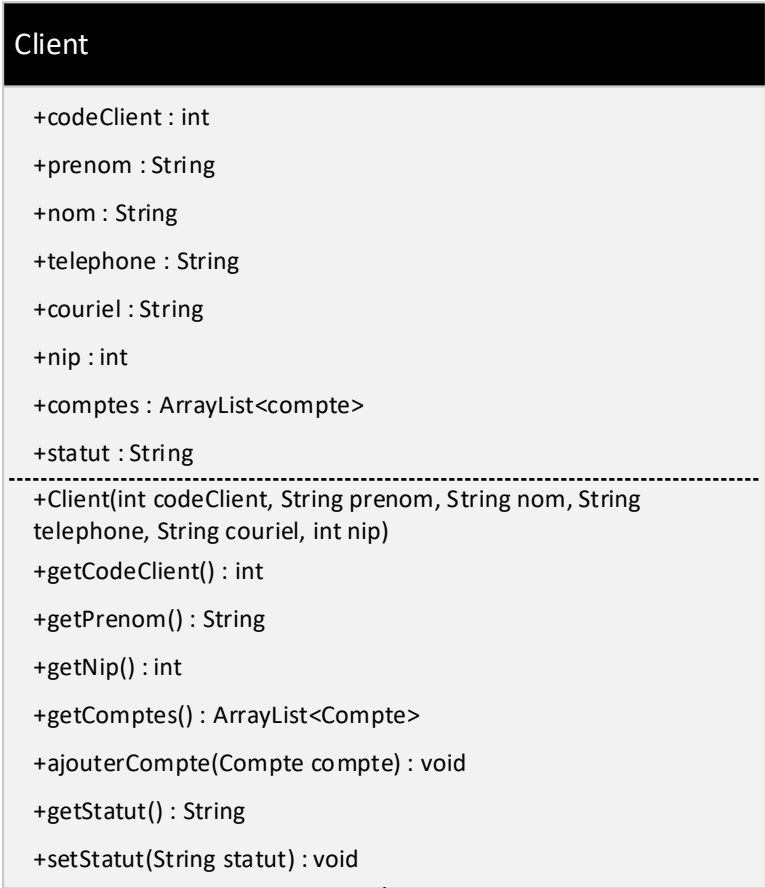 Client
+codeClient : int
+prenom : String
+nom : String
+telephone : String
+couriel : String
+nip : int
+comptes : ArrayList<compte>
+statut : String
+Client(int codeClient, String prenom, String nom, String
telephone, String couriel, int nip)
+getCodeClient() : int
+getPrenom() : String
+getNip() : int
+getComptes() : ArrayList<Compte>
+ajouterCompte(Compte compte) : void
+getStatut() : String
+setStatut(String statut) : void